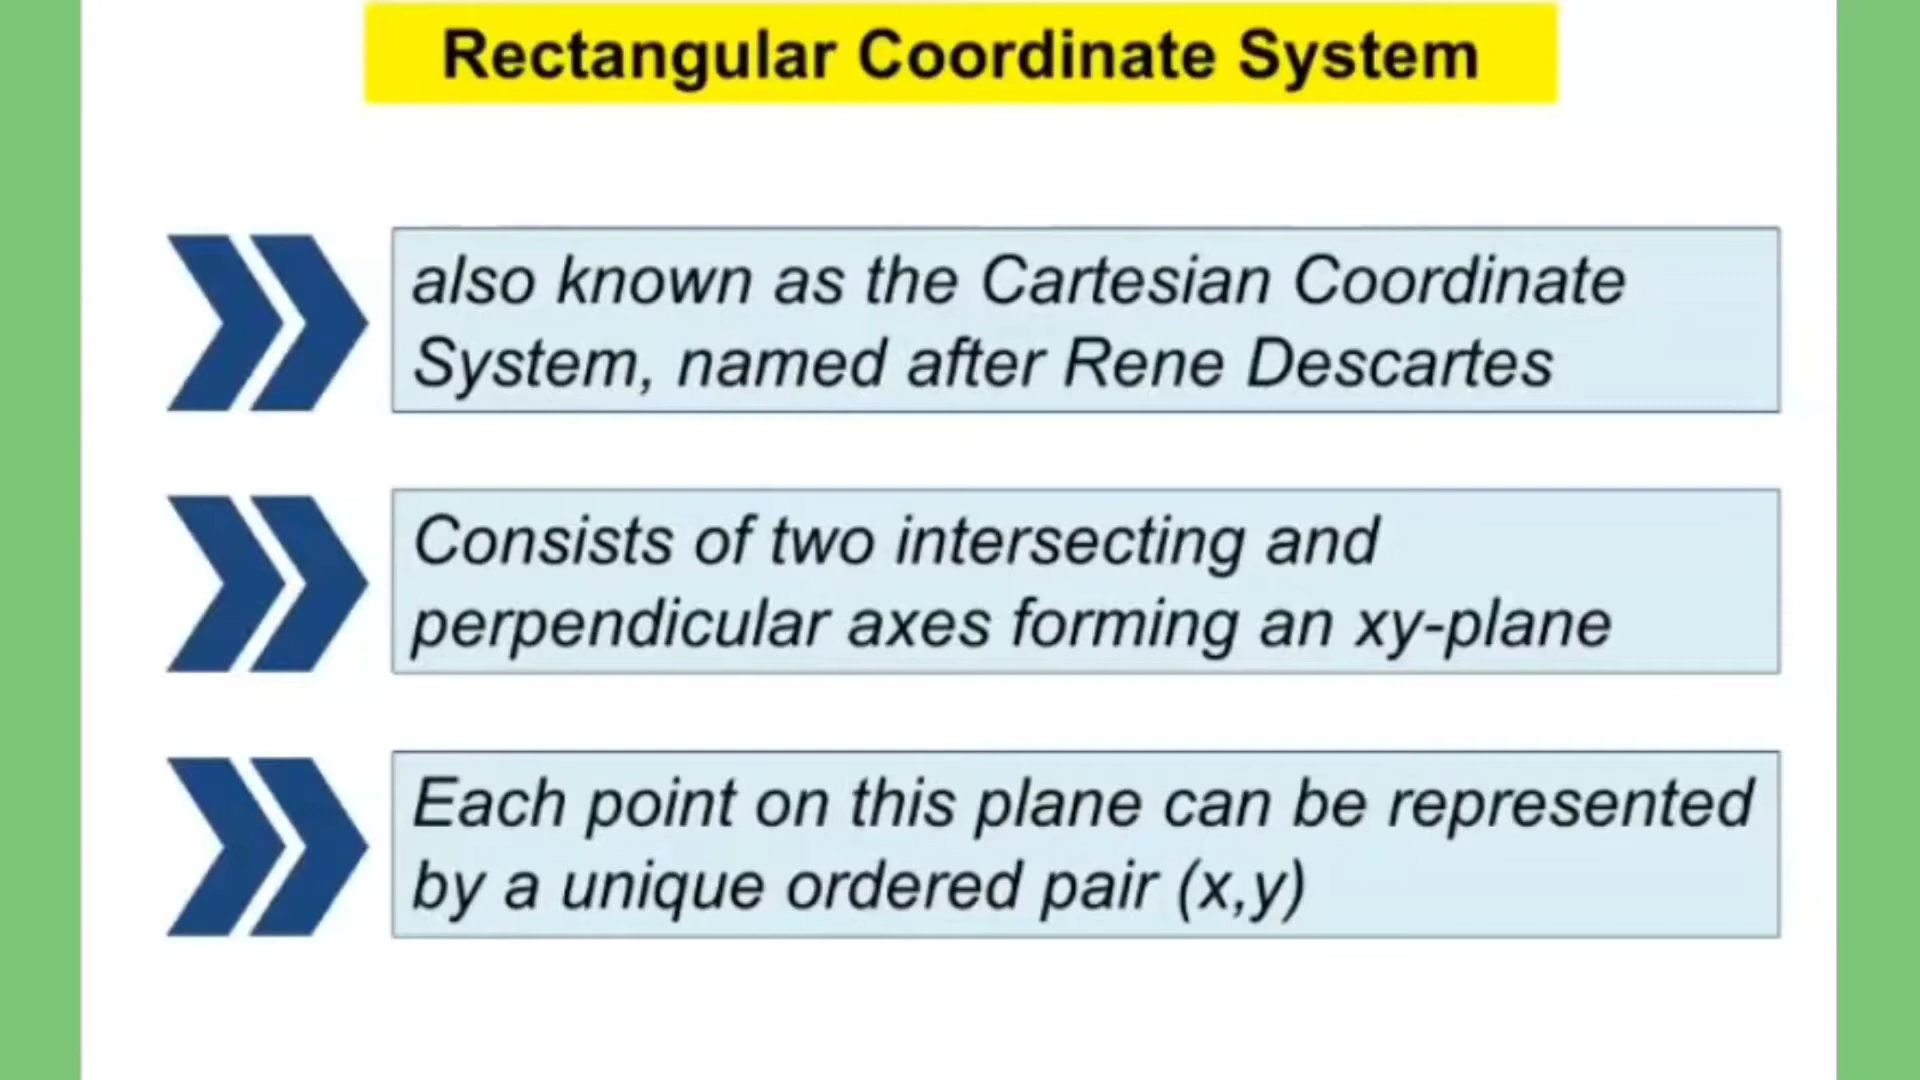 Rectangular Coordinate System
also known as the Cartesian Coordinate
System, named after Rene Descartes
Consists of two intersecting and
perpendicular axes forming an xy-plane
Each point on this plane can be represented
by a unique ordered pair (x,y)